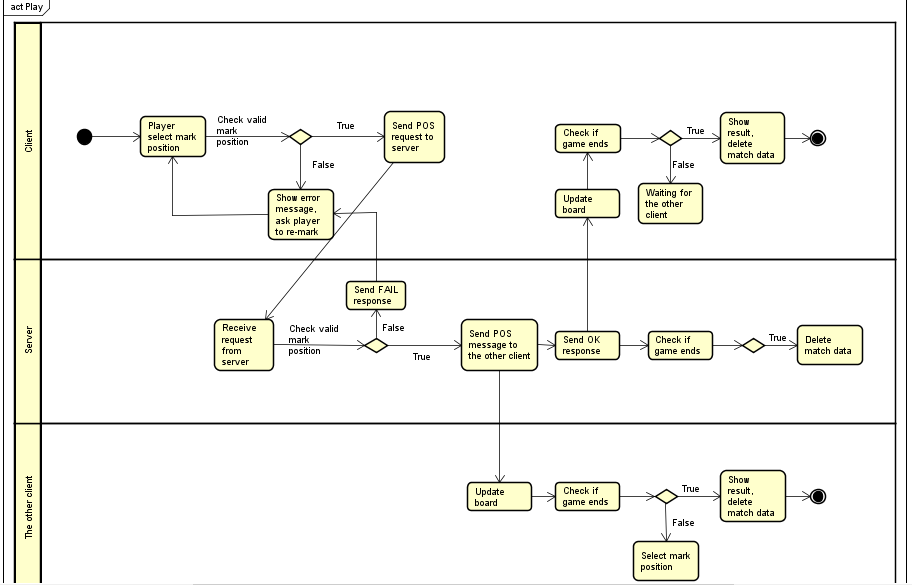 act Play
Client
Player
select mark
position
Check valid
mark
position
True
False
Send POS
request to
server
Show error
message,
ask player
to re-mark
Check if
game ends
True
False
Show
result,
delete
match data
Update
board
Waiting for
the other
client
Server
Receive
request
from
server
Check valid
mark
position
Send FAIL
response
False
True
Send POS
message to
the other client
Send OK
response
Check if
game ends
True
Delete
match data
The other client
Update
board
Check if
game ends
True
False
Show
result,
delete
match data
Select mark
position